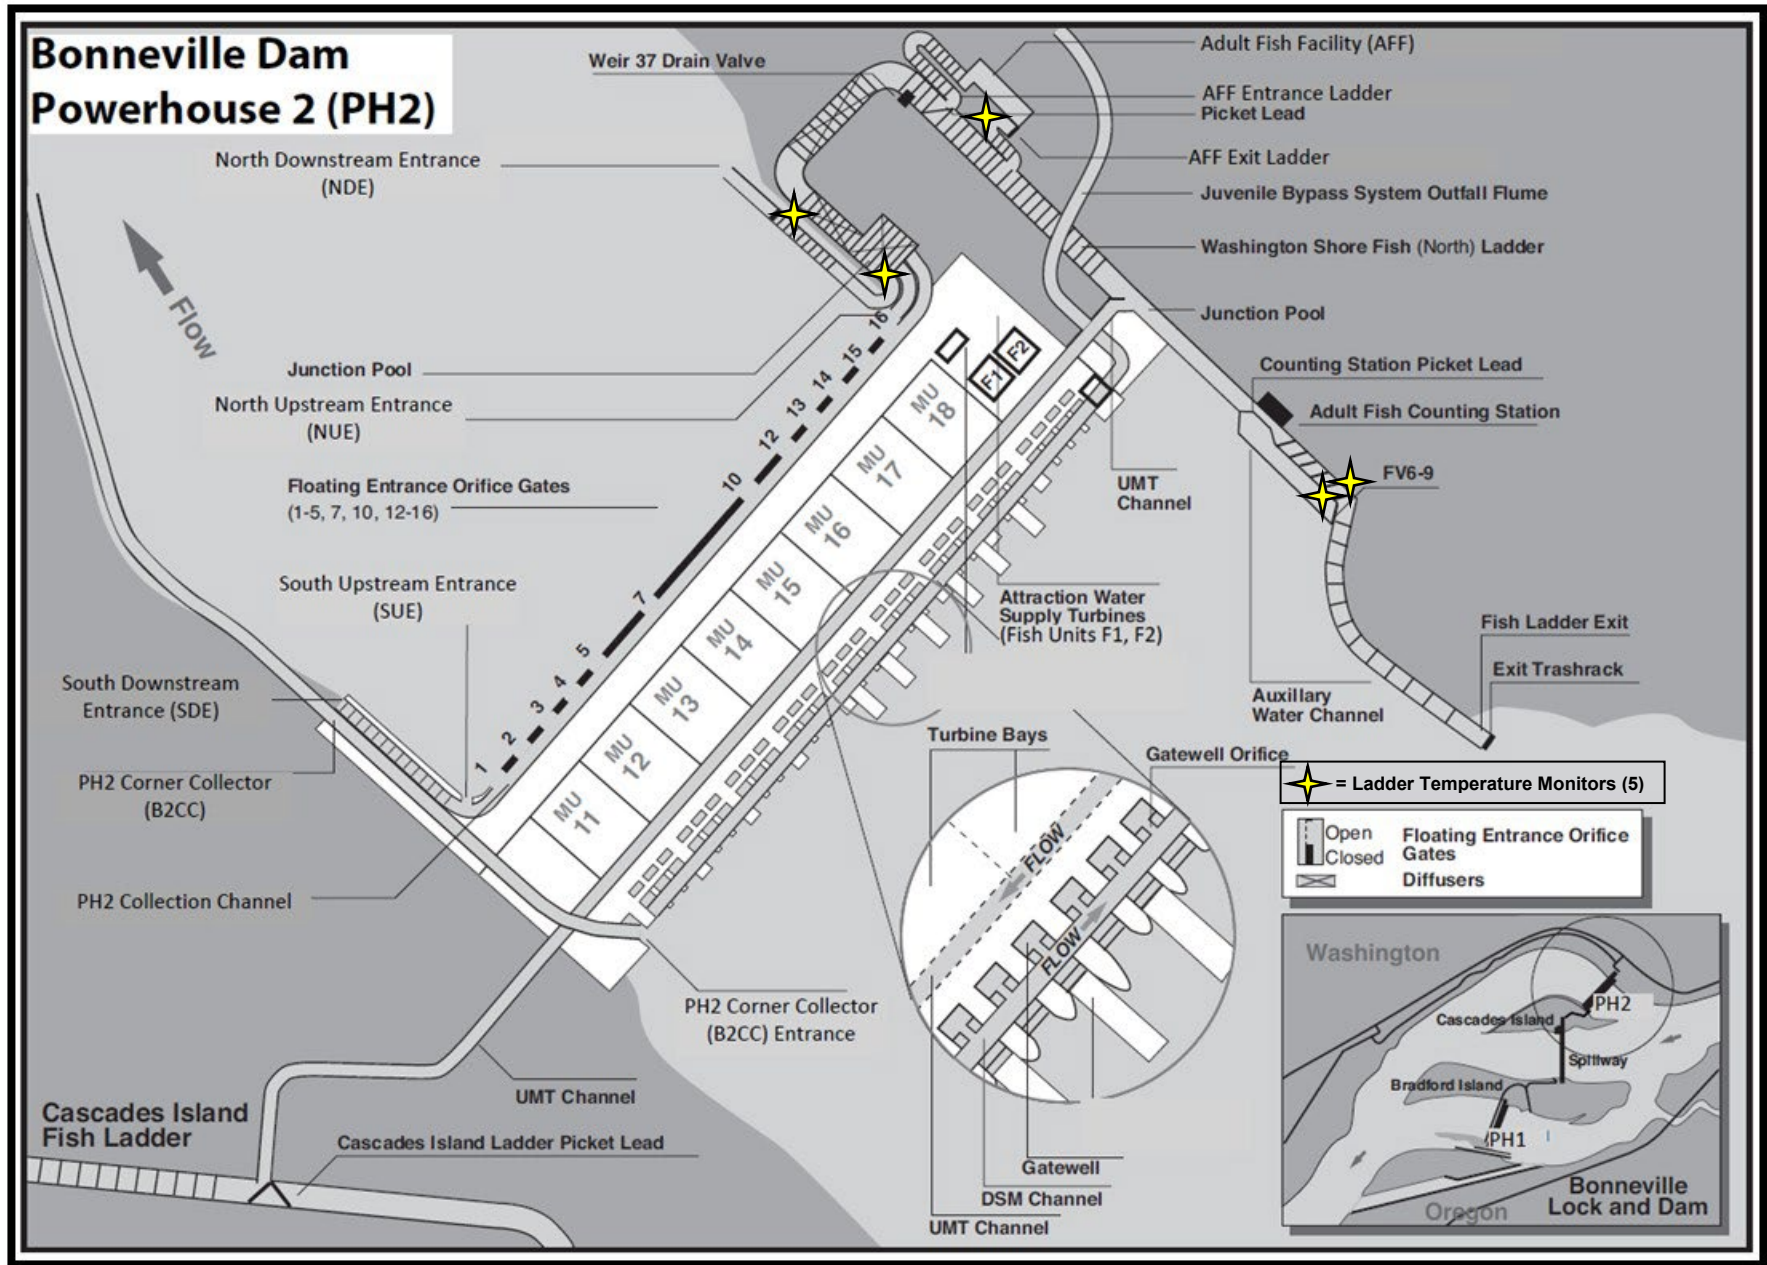 Bonneville Dam
Powerhouse 2 (PH2)
Weir 37 Drain Valve
Adult Fish Facility (AFF)
AFF Entrance Ladder
Picket Lead
AFF Exit Ladder
Juvenile Bypass System Outfall Flume
Washington Shore Fish (North) Ladder
Junction Pool
Counting Station Picket Lead
Adult Fish Counting Station
FV6-9
North Downstream Entrance
(NDE)
Flow
Junction Pool
North Upstream Entrance
(NUE)
Floating Entrance Orifice Gates
(1-5, 7, 10, 12-16)
South Upstream Entrance
(SUE)
South Downstream
Entrance (SDE)
PH2 Corner Collector
(B2CC)
PH2 Collection Channel
16
15
14
13
12
10
7
5
4
3
2
1
F2
F1
MU
18
MU
17
MU
16
MU
15
MU
14
MU
13
MU
12
MU
11
UMT
Channel
Attraction Water
Supply Turbines
(Fish Units F1, F2)
Fish Ladder Exit
Exit Trashrack
Auxillary
Water Channel
Turbine Bays
Gatewell Orifice
FLOW
FLOW
Gatewell
DSM Channel
UMT Channel
PH2 Corner Collector
(B2CC) Entrance
UMT Channel
Cascades Island
Fish Ladder
Cascades Island Ladder Picket Lead
= Ladder Temperature Monitors (5)
Open
Closed
Floating Entrance Orifice
Gates
Diffusers
Washington
PH2
Cascades Island
Spillway
Bradford Island
PH1
Bonneville
Lock and Dam
Oregon